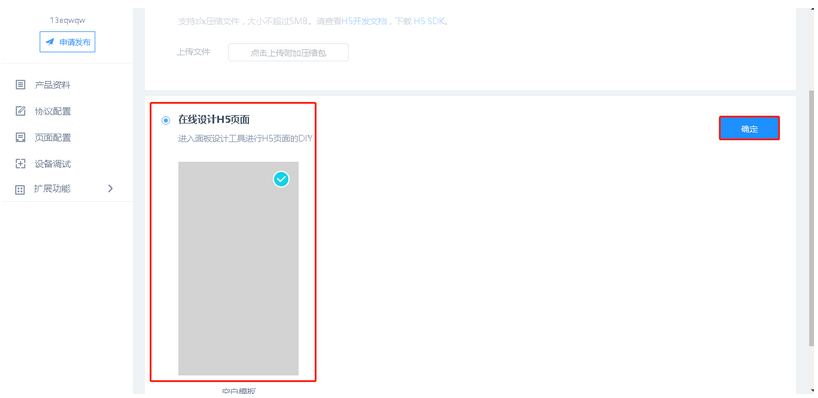 13eqwqw
申请发布
产品资料
协议配置
页面配置
设备调试
扩展功能
支持zix压缩文件，大小不超过5MB。请查看H5开发文档，下载 H5 SDK。
上传文件
点击上传附加压缩包
在线设计H5页面
进入面板设计工具进行H5页面的DIY
确定
空白模板